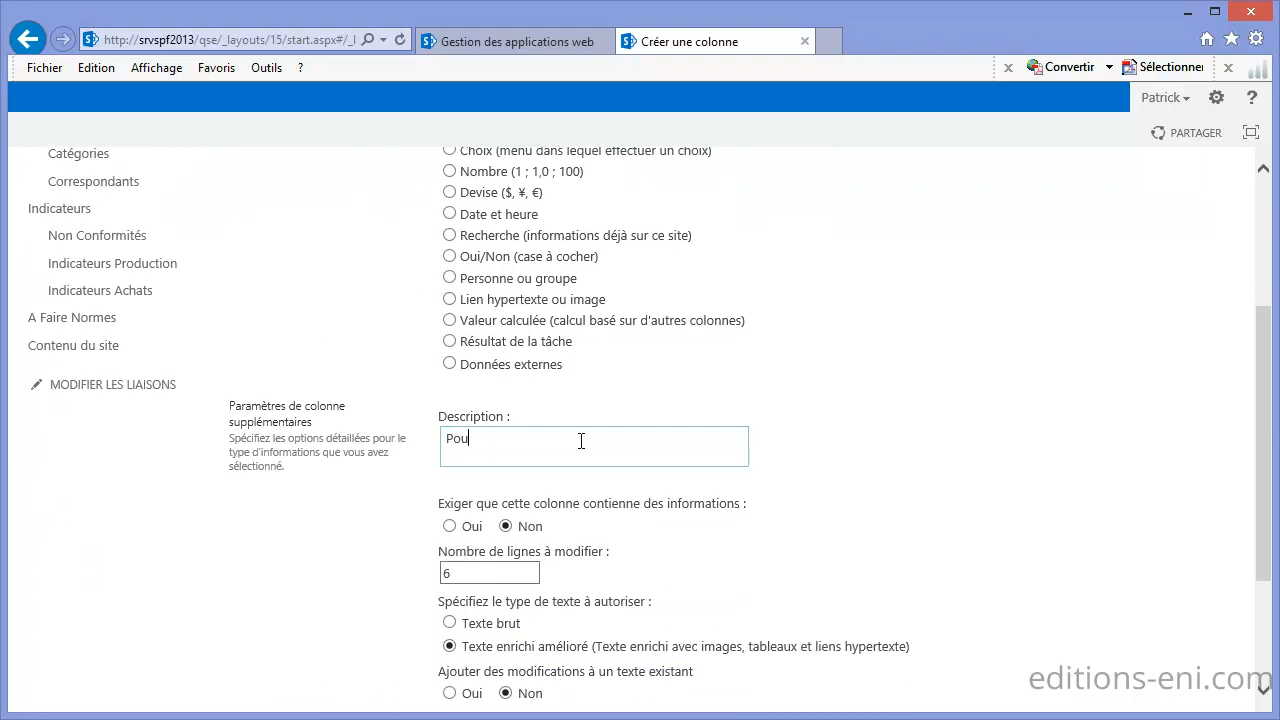 http://srvspf2013/qse/_layouts/15/start.aspx#/_l
Gestion des applications web
Créer une colonne
Fichier Edition Affichage Favoris Outils ?
Convertir
Sélectionner
Patrick
?
PARTAGER
Catégories
Correspondants
Indicateurs
Non Conformités
Indicateurs Production
Indicateurs Achats
A Faire Normes
Contenu du site
MODIFIER LES LIAISONS
Choix (menu dans lequel effectuer un choix)
Nombre (1 ; 1,0 ; 100)
Devise ($, ¥, €)
Date et heure
Recherche (informations déjà sur ce site)
Oui/Non (case à cocher)
Personne ou groupe
Lien hypertexte ou image
Valeur calculée (calcul basé sur d'autres colonnes)
Résultat de la tâche
Données externes
Paramètres de colonne
supplémentaires
Spécifiez les options détaillées pour le
type d'informations que vous avez
sélectionné.
Description :
Pou
Exiger que cette colonne contienne des informations :
Oui Non
Nombre de lignes à modifier :
6
Spécifiez le type de texte à autoriser :
Texte brut
Texte enrichi amélioré (Texte enrichi avec images, tableaux et liens hypertexte)
Ajouter des modifications à un texte existant
Oui Non
editions-eni.com